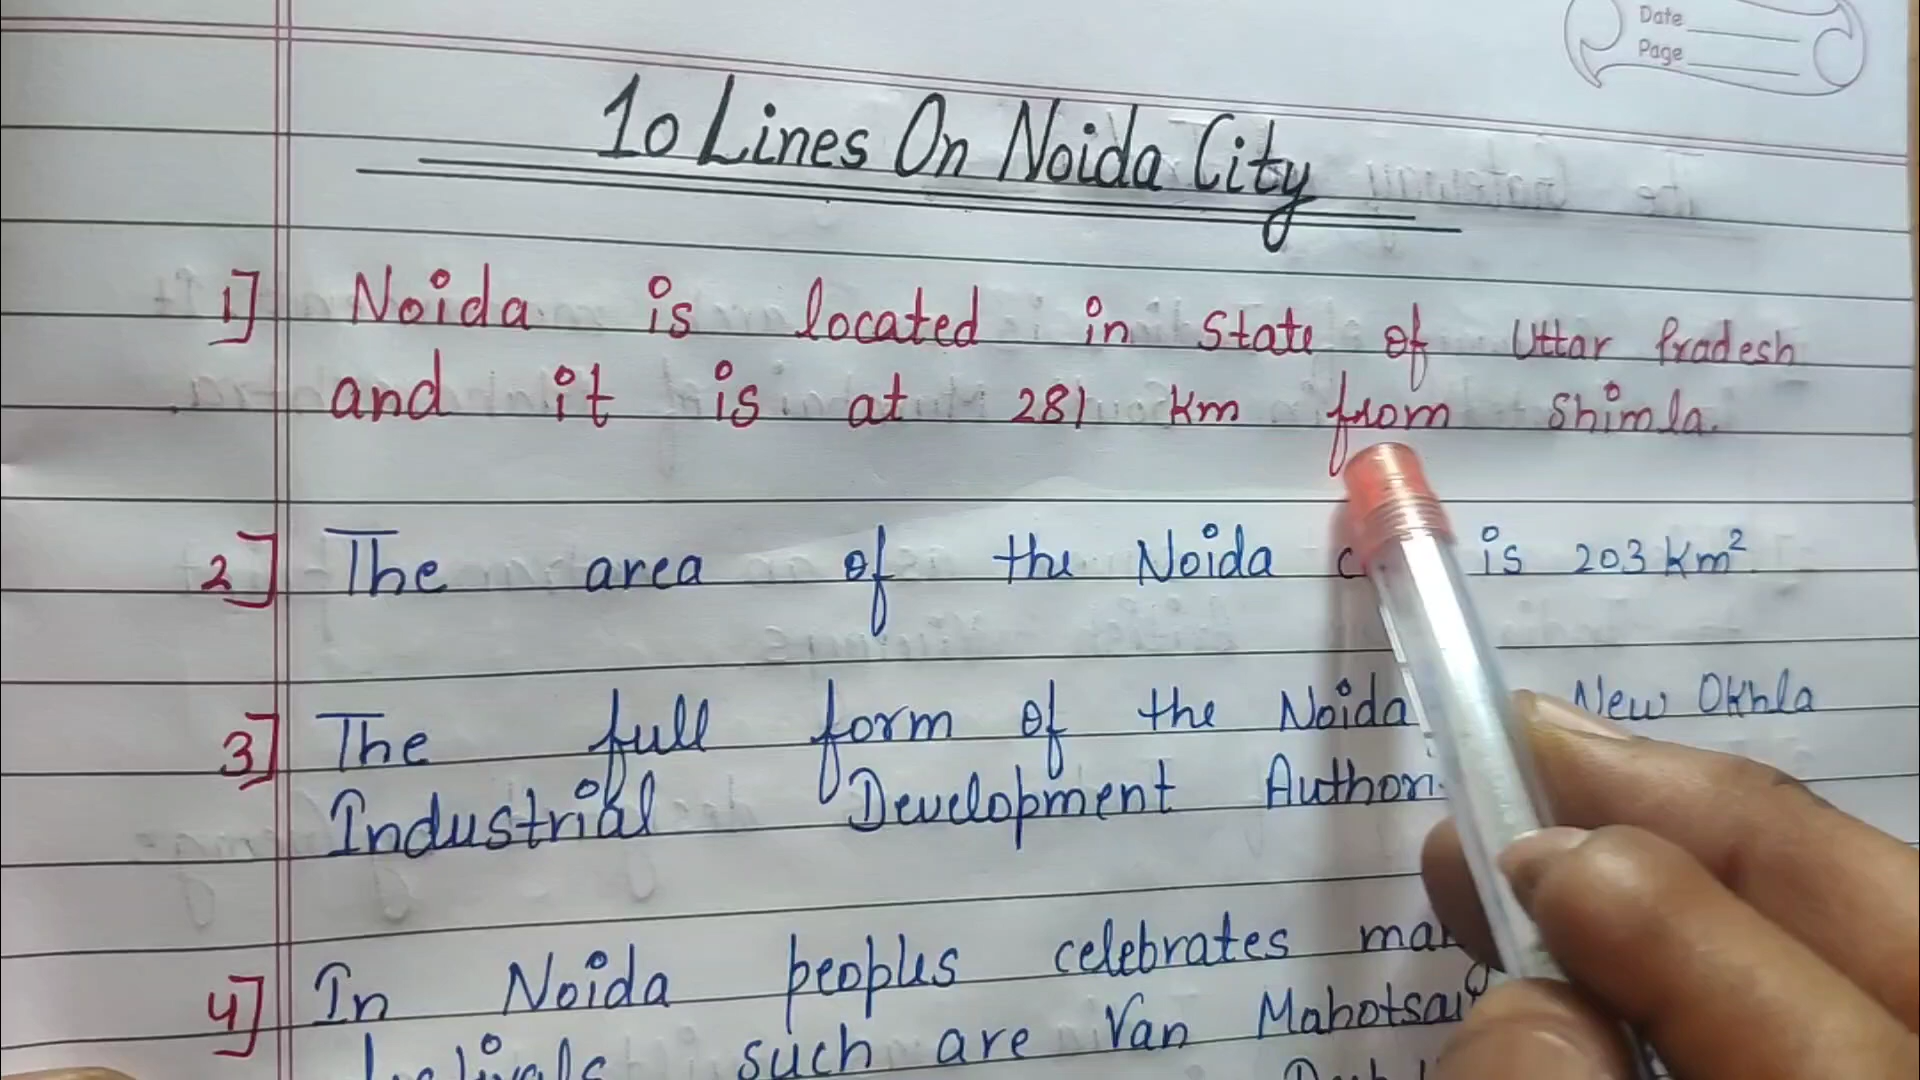 Date
Page
10 Lines On Noida City
1] Noida is located in State of Uttar Pradesh
and it is at 281 km from Shimla.
2] The area of the Noida is 203 Km²
3] The full form of the Noida New Okhla
Industrial Development
4] In Noida peoples celebrates
such are Van